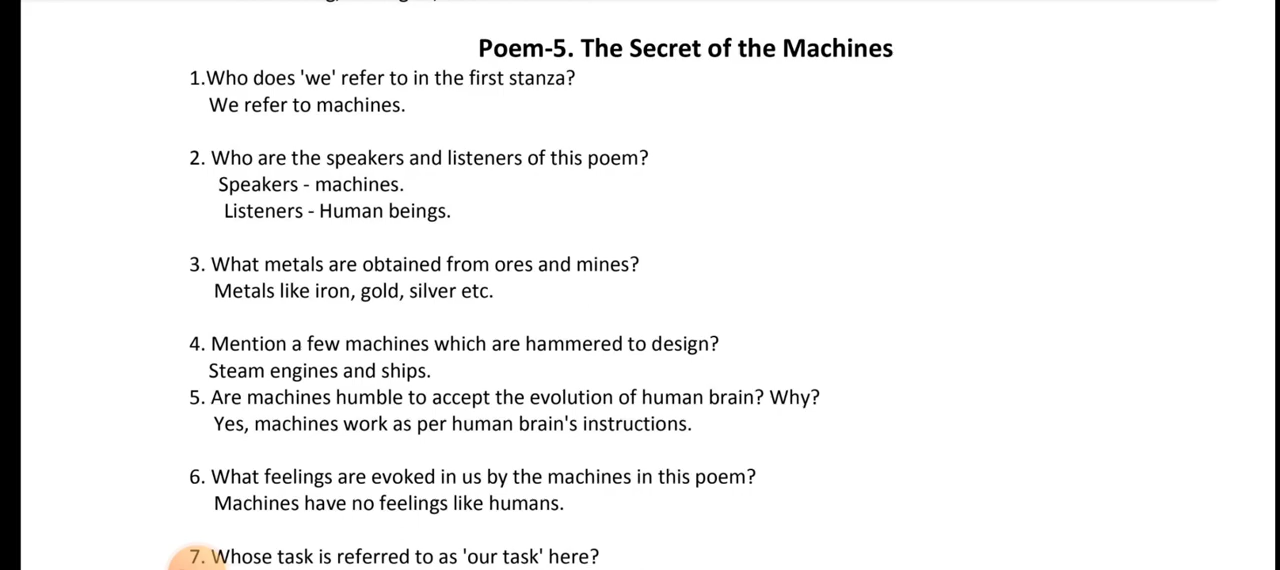 Poem-5. The Secret of the Machines
1.Who does 'we' refer to in the first stanza?
We refer to machines.
2. Who are the speakers and listeners of this poem?
Speakers - machines.
Listeners - Human beings.
3. What metals are obtained from ores and mines?
Metals like iron, gold, silver etc.
4. Mention a few machines which are hammered to design?
Steam engines and ships.
5. Are machines humble to accept the evolution of human brain? Why?
Yes, machines work as per human brain's instructions.
6. What feelings are evoked in us by the machines in this poem?
Machines have no feelings like humans.
7. Whose task is referred to as 'our task' here?